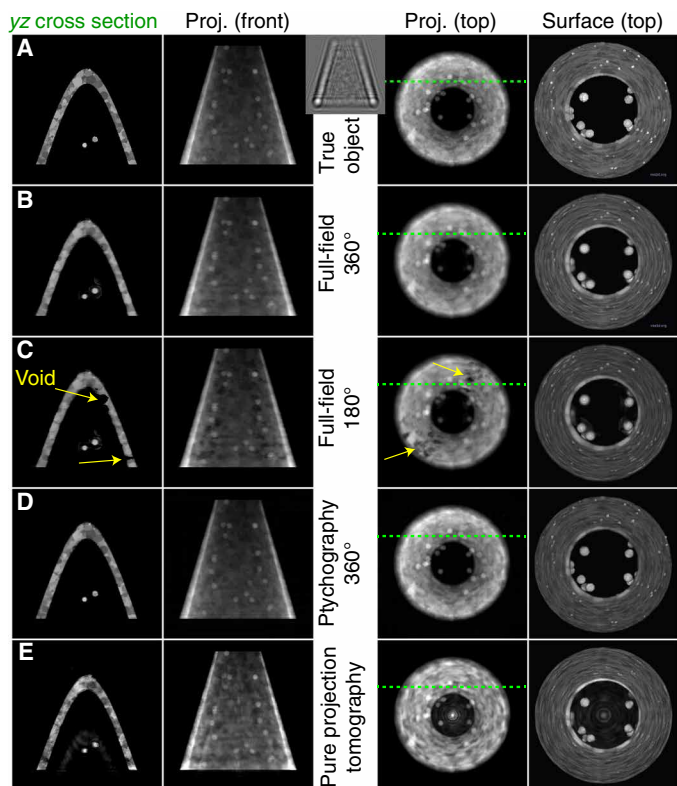 yz cross section Proj. (front) Proj. (top) Surface (top)
A
True
object
B
Full-field
360°
C
Void
Full-field
180°
D
Ptychography
360°
E
Pure projection
tomography